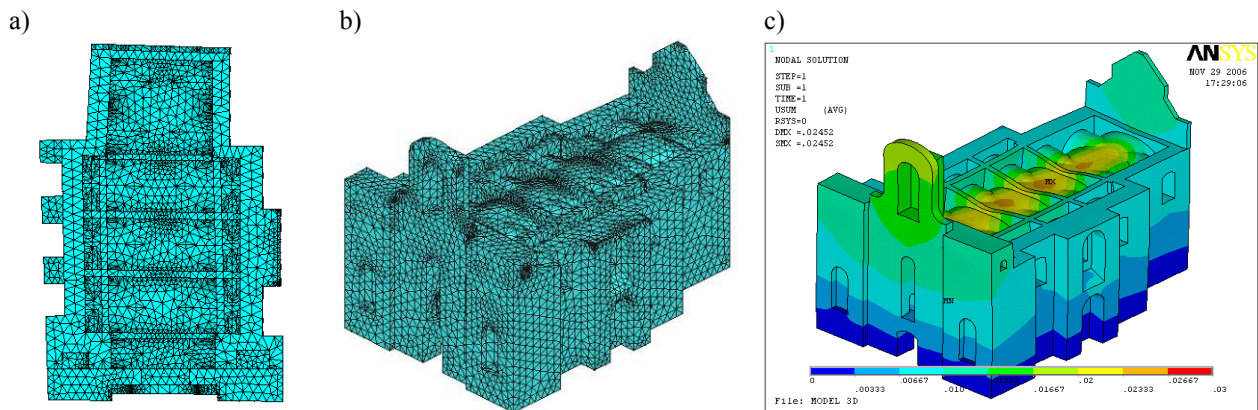 a)
b)
c)
1
NODAL SOLUTION
STEP=1
SUB =1
TIME=1
USUM (AVG)
RSYS=0
DMX =.02452
SMX =.02452
ANSYS
NOV 29 2006
17:29:06
MX
MN
0 .00667 .01333 .02 .02667
.00333 .010 .01667 .02333 .03
File: MODEL 3D